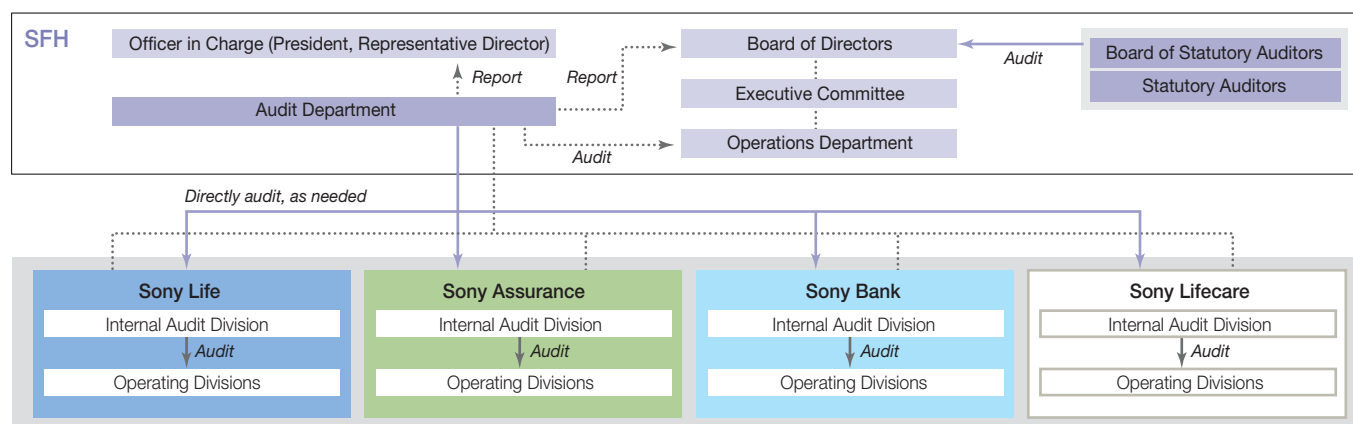 SFH
Officer in Charge (President, Representative Director)
Board of Directors
Audit
Board of Statutory Auditors
Statutory Auditors
Report
Report
Audit Department
Executive Committee
Audit
Operations Department
Directly audit, as needed
Sony Life
Internal Audit Division
Audit
Operating Divisions
Sony Assurance
Internal Audit Division
Audit
Operating Divisions
Sony Bank
Internal Audit Division
Audit
Operating Divisions
Sony Lifecare
Internal Audit Division
Audit
Operating Divisions